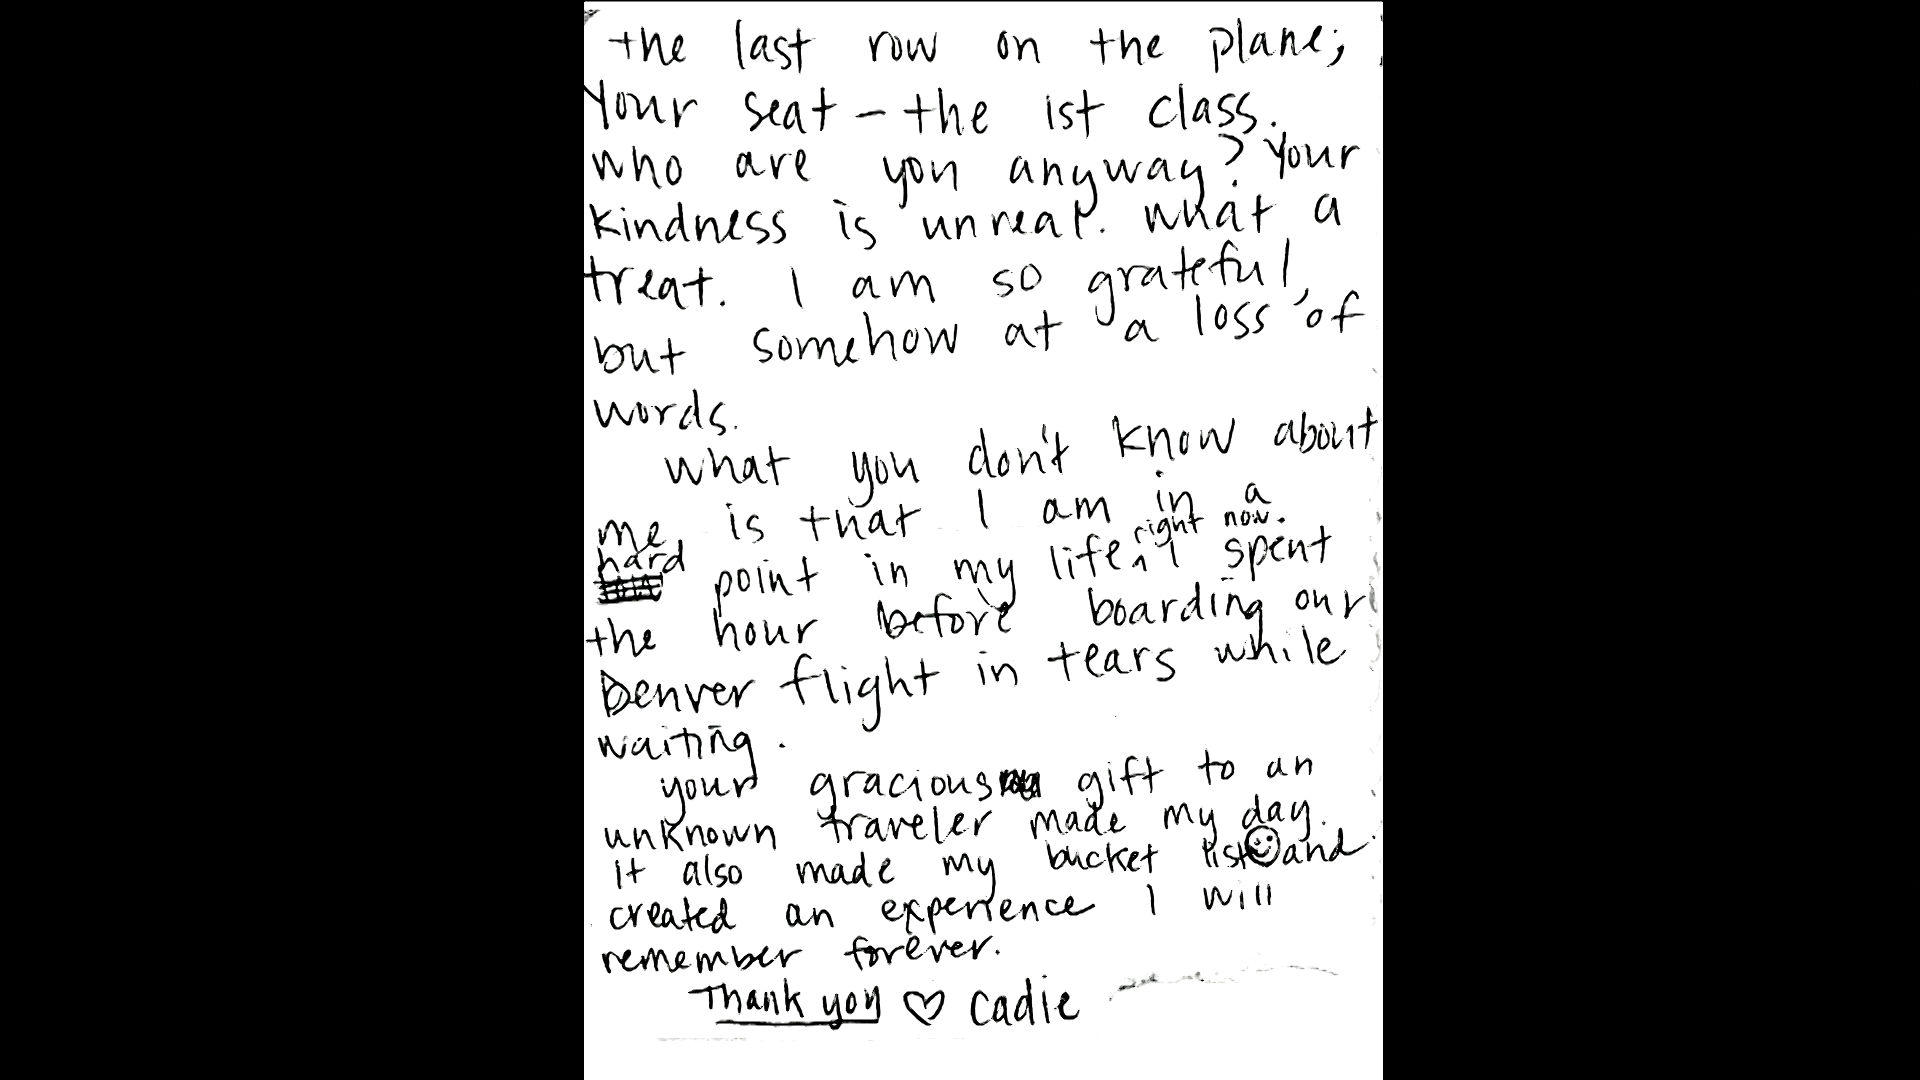 the last row on the plane;
Your seat - the 1st class.
who are you anyway? Your
kindness is unreal. What a
treat. I am so grateful,
but somehow at a loss of
words.
What you don't know about
me is that I am in a
hard point in my life right now. I spent
the hour before boarding our
Denver flight in tears while
waiting.
your gracious gift to an
unknown traveler made my day.
it also made my bucket list and
created an experience I will
remember forever.
Thank you ♡ Cadie